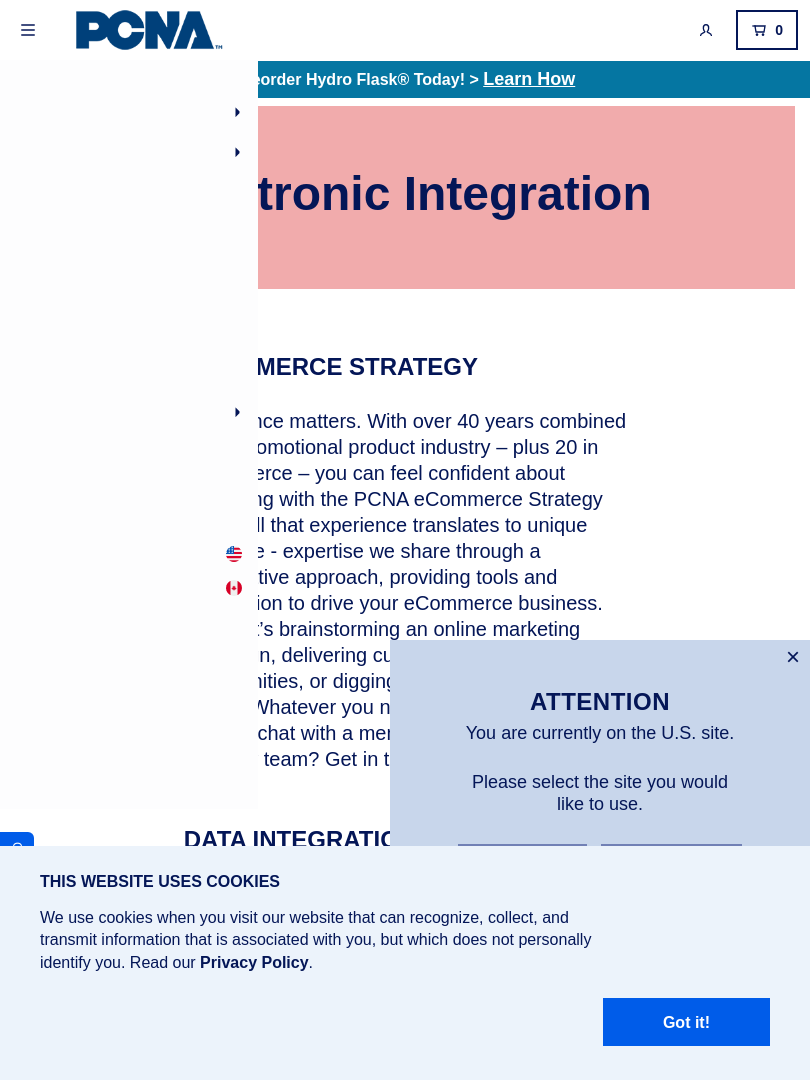 PCNA™
0
eorder Hydro Flask® Today! > Learn How
tronic Integration
MERCE STRATEGY
nce matters. With over 40 years combined
omotional product industry – plus 20 in
erce – you can feel confident about
ng with the PCNA eCommerce Strategy
ll that experience translates to unique
e - expertise we share through a
tive approach, providing tools and
ion to drive your eCommerce business.
t’s brainstorming an online marketing
n, delivering cu
nities, or digging
Whatever you n
chat with a mer
team? Get in t
ATTENTION
You are currently on the U.S. site.
Please select the site you would
like to use.
DATA INTEGRATIO
THIS WEBSITE USES COOKIES
We use cookies when you visit our website that can recognize, collect, and
transmit information that is associated with you, but which does not personally
identify you. Read our Privacy Policy.
Got it!